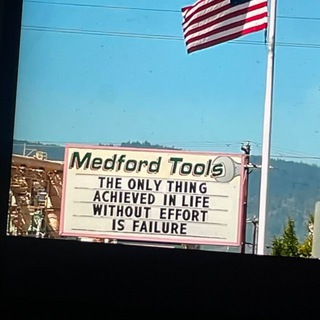 Medford Tools
THE ONLY THING
ACHIEVED IN LIFE
WITHOUT EFFORT
IS FAILURE